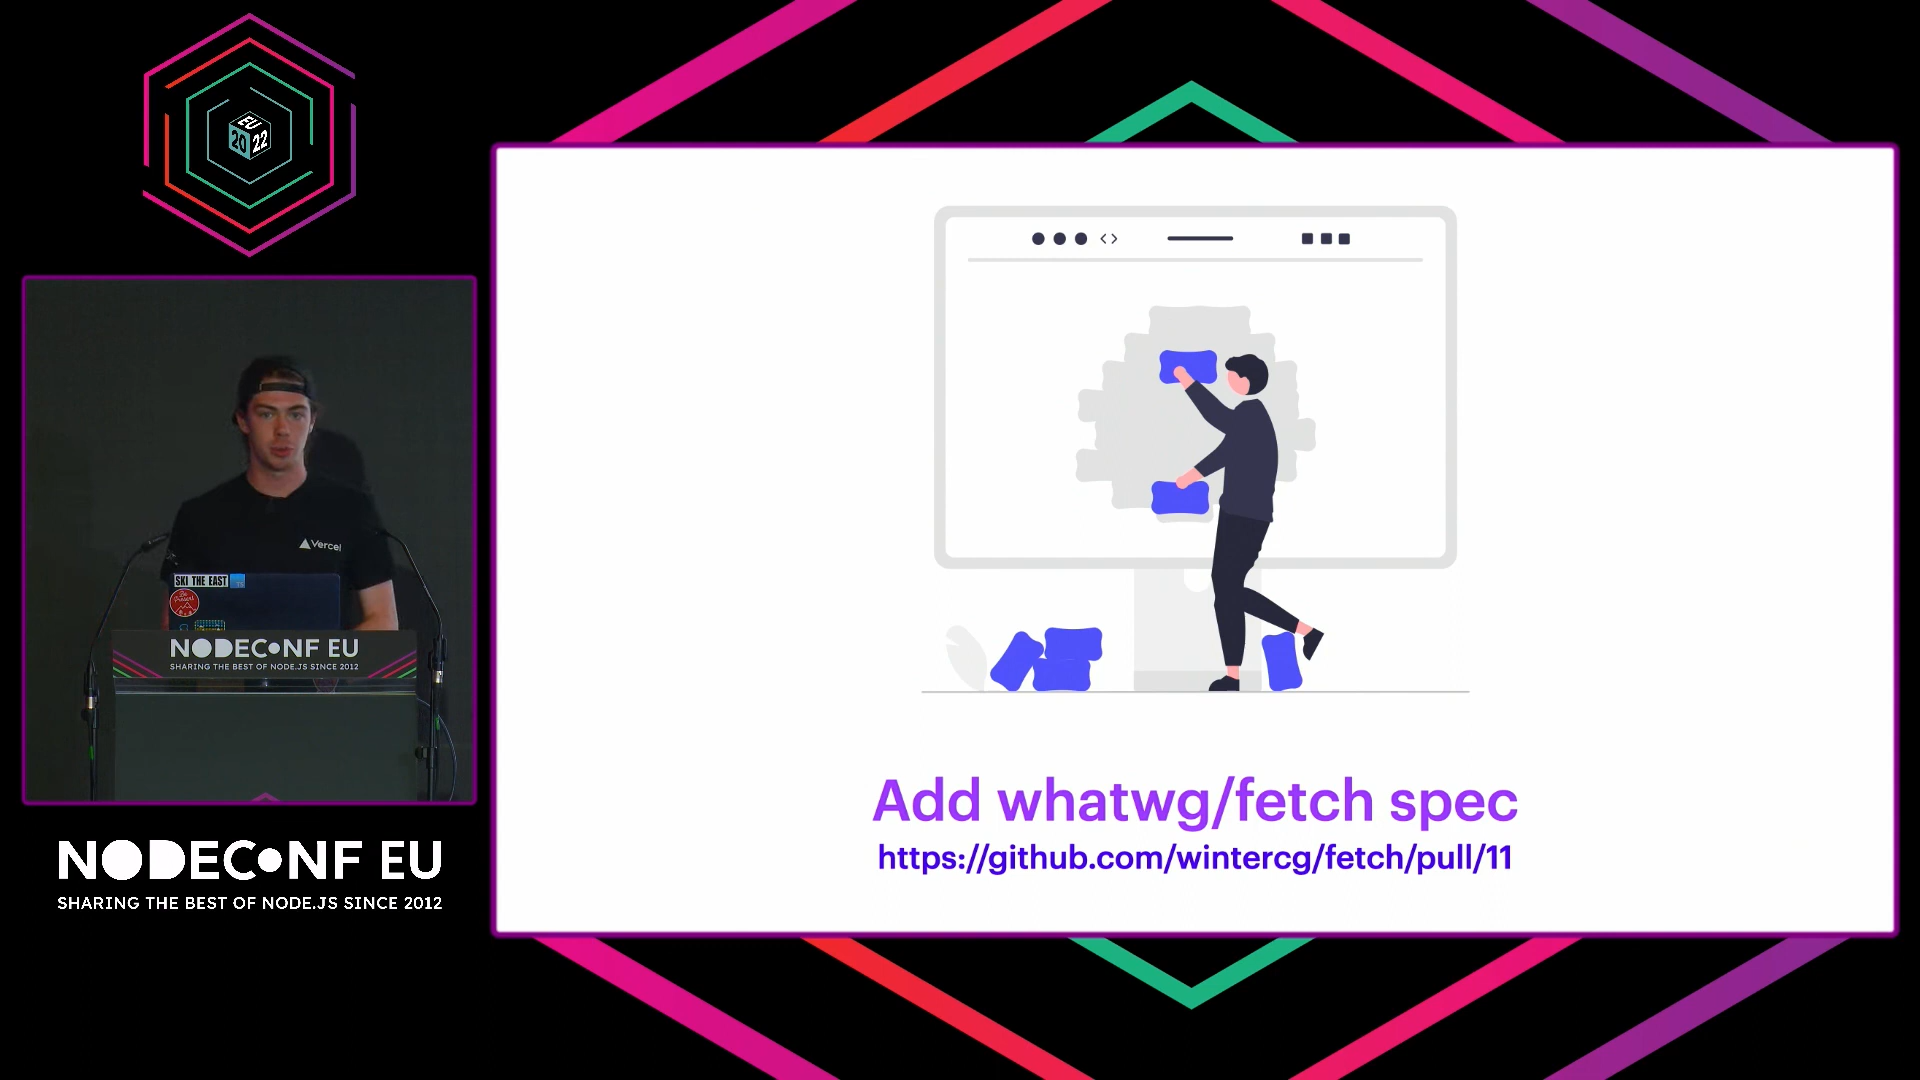 EU
20 22
Vercel
SKI THE EAST
NODECONF EU
SHARING THE BEST OF NODE.JS SINCE 2012
NODECONF EU
SHARING THE BEST OF NODE.JS SINCE 2012
Add whatwg/fetch spec
https://github.com/wintercg/fetch/pull/11